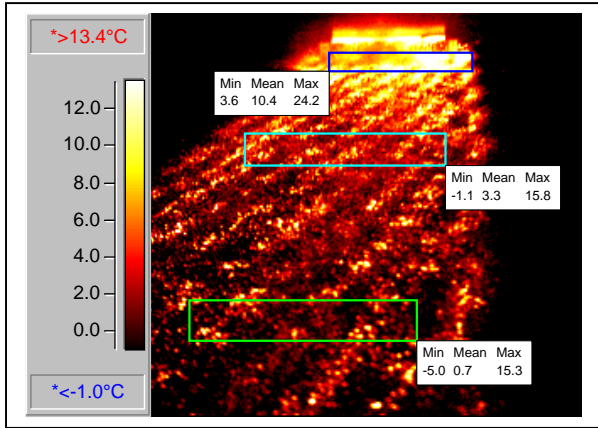 *>13.4°C
12.0
10.0
8.0
6.0
4.0
2.0
0.0
*<-1.0°C
Min Mean Max
3.6 10.4 24.2
Min Mean Max
-1.1 3.3 15.8
Min Mean Max
-5.0 0.7 15.3